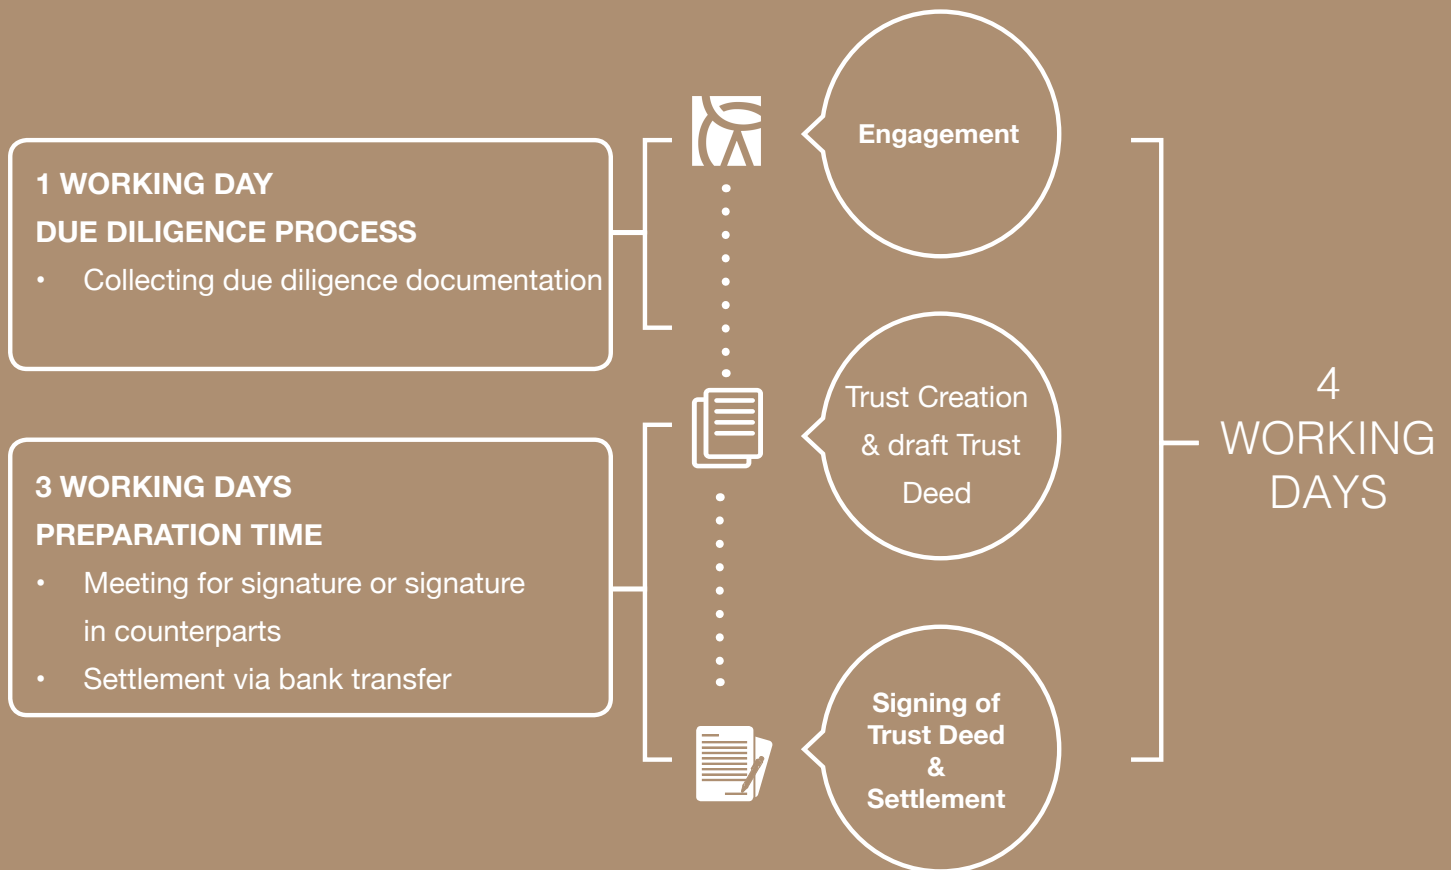 1 WORKING DAY
DUE DILIGENCE PROCESS
• Collecting due diligence documentation
3 WORKING DAYS
PREPARATION TIME
• Meeting for signature or signature
in counterparts
• Settlement via bank transfer
Engagement
Trust Creation
& draft Trust
Deed
Signing of
Trust Deed
&
Settlement
4
WORKING
DAYS